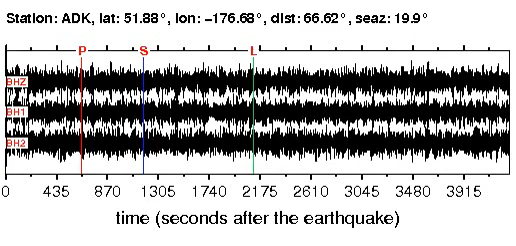 Station: ADK, lat: 51.88°, lon: −176.68°, dist: 66.62°, seaz: 19.9°
P S L
BHZ
BH1
BH2
0 435 870 1305 1740 2175 2610 3045 3480 3915
time (seconds after the earthquake)